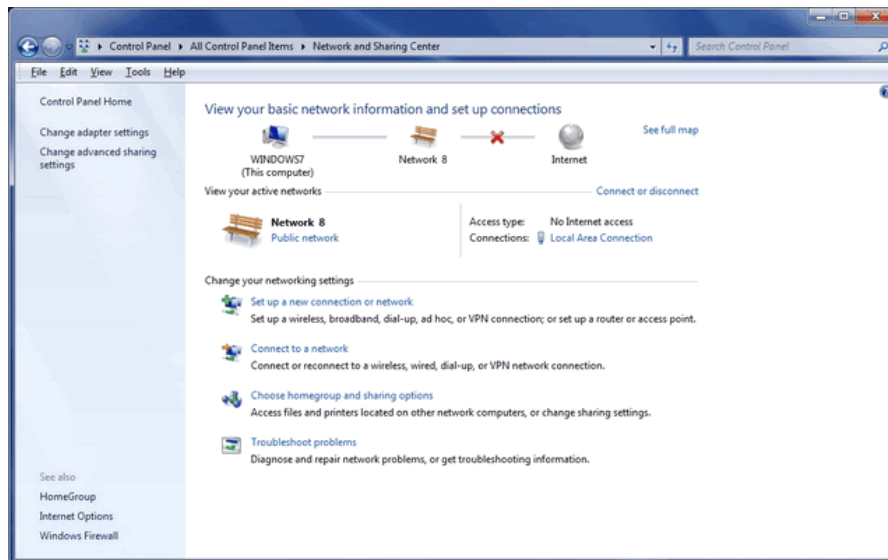 Control Panel ▸ All Control Panel Items ▸ Network and Sharing Center
Search Control Panel
File Edit View Tools Help
Control Panel Home
Change adapter settings
Change advanced sharing
settings
See also
HomeGroup
Internet Options
Windows Firewall
View your basic network information and set up connections
See full map
WINDOWS7
(This computer)
Network 8
Internet
View your active networks
Connect or disconnect
Network 8
Public network
Access type: No Internet access
Connections: Local Area Connection
Change your networking settings
Set up a new connection or network
Set up a wireless, broadband, dial-up, ad hoc, or VPN connection; or set up a router or access point.
Connect to a network
Connect or reconnect to a wireless, wired, dial-up, or VPN network connection.
Choose homegroup and sharing options
Access files and printers located on other network computers, or change sharing settings.
Troubleshoot problems
Diagnose and repair network problems, or get troubleshooting information.